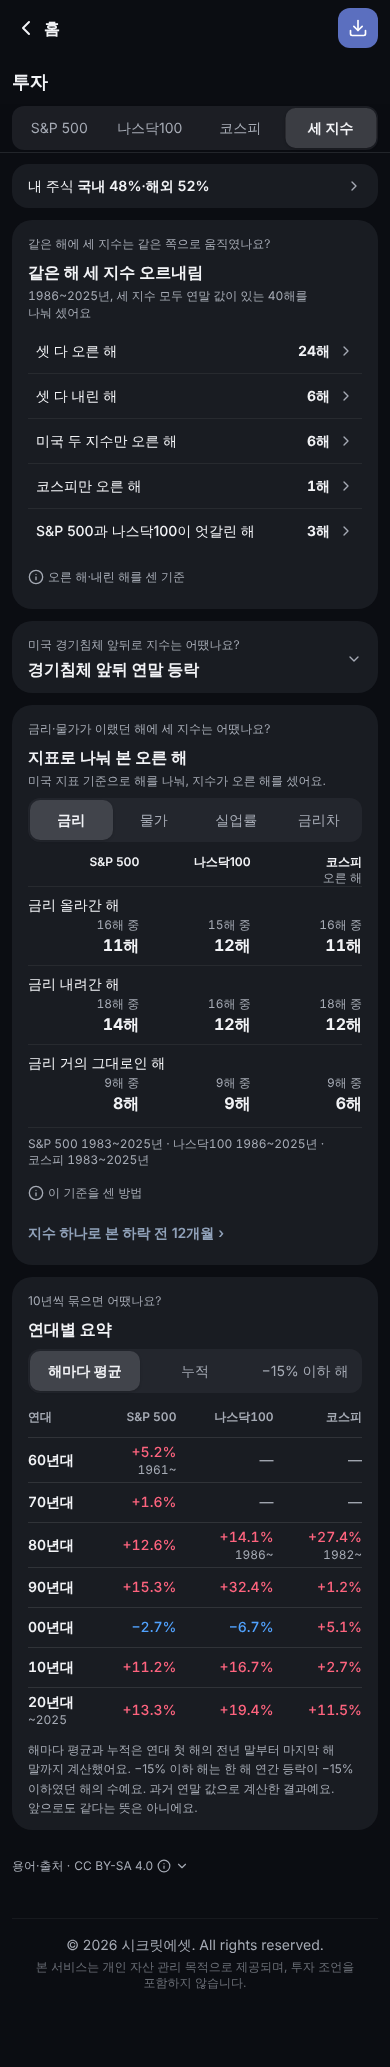 홈
투자
S&P 500 나스닥100 코스피 세 지수
내 주식 국내 48%·해외 52%
같은 해에 세 지수는 같은 쪽으로 움직였나요?
같은 해 세 지수 오르내림
1986~2025년, 세 지수 모두 연말 값이 있는 40해를
나눠 셌어요
셋 다 오른 해 24해
셋 다 내린 해 6해
미국 두 지수만 오른 해 6해
코스피만 오른 해 1해
S&P 500과 나스닥100이 엇갈린 해 3해
오른 해·내린 해를 센 기준
미국 경기침체 앞뒤로 지수는 어땠나요?
경기침체 앞뒤 연말 등락
금리·물가가 이랬던 해에 세 지수는 어땠나요?
지표로 나눠 본 오른 해
미국 지표 기준으로 해를 나눠, 지수가 오른 해를 셌어요.
금리 물가 실업률 금리차
S&P 500 나스닥100 코스피
오른 해
금리 올라간 해
16해 중 15해 중 16해 중
11해 12해 11해
금리 내려간 해
18해 중 16해 중 18해 중
14해 12해 12해
금리 거의 그대로인 해
9해 중 9해 중 9해 중
8해 9해 6해
S&P 500 1983~2025년 · 나스닥100 1986~2025년 ·
코스피 1983~2025년
이 기준을 센 방법
지수 하나로 본 하락 전 12개월 ›
10년씩 묶으면 어땠나요?
연대별 요약
해마다 평균 누적 −15% 이하 해
연대 S&P 500 나스닥100 코스피
60년대 +5.2% — —
1961~
70년대 +1.6% — —
80년대 +12.6% +14.1% +27.4%
1986~ 1982~
90년대 +15.3% +32.4% +1.2%
00년대 −2.7% −6.7% +5.1%
10년대 +11.2% +16.7% +2.7%
20년대 +13.3% +19.4% +11.5%
~2025
해마다 평균과 누적은 연대 첫 해의 전년 말부터 마지막 해
말까지 계산했어요. −15% 이하 해는 한 해 연간 등락이 −15%
이하였던 해의 수예요. 과거 연말 값으로 계산한 결과예요.
앞으로도 같다는 뜻은 아니에요.
용어·출처 · CC BY-SA 4.0
© 2026 시크릿에셋. All rights reserved.
본 서비스는 개인 자산 관리 목적으로 제공되며, 투자 조언을
포함하지 않습니다.